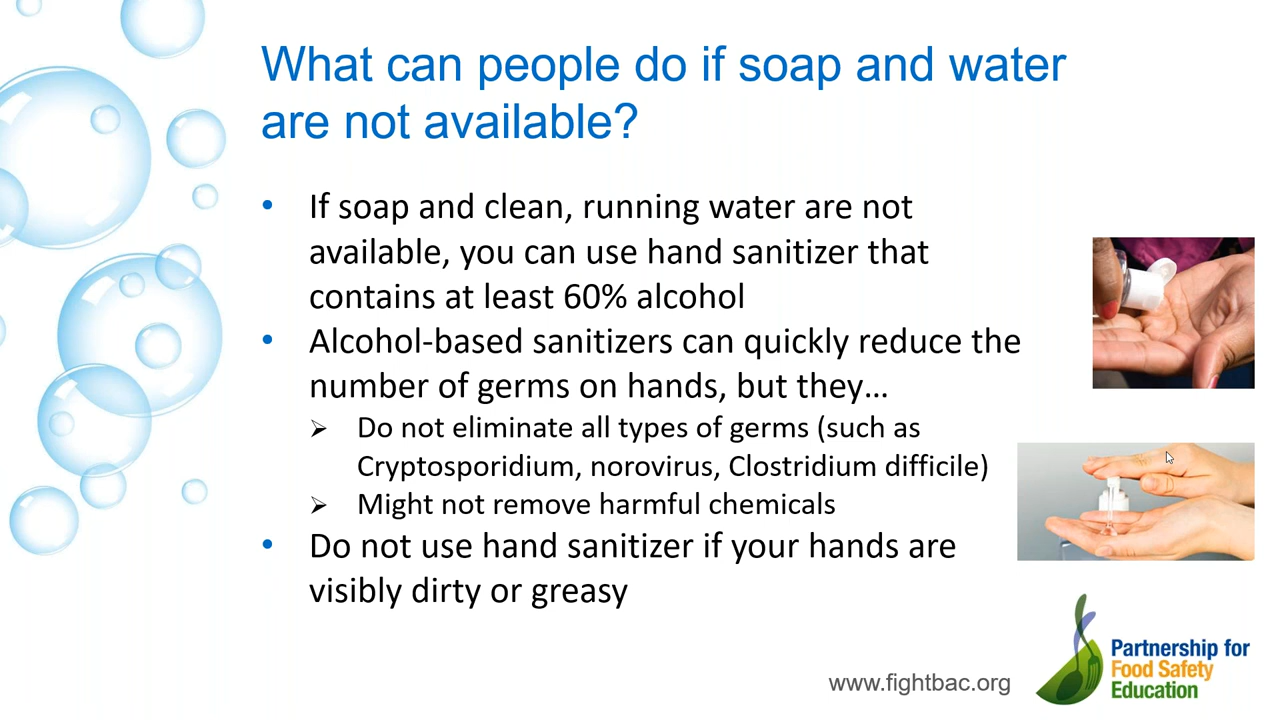 What can people do if soap and water
are not available?
• If soap and clean, running water are not
available, you can use hand sanitizer that
contains at least 60% alcohol
• Alcohol-based sanitizers can quickly reduce the
number of germs on hands, but they…
➢ Do not eliminate all types of germs (such as
Cryptosporidium, norovirus, Clostridium difficile)
➢ Might not remove harmful chemicals
• Do not use hand sanitizer if your hands are
visibly dirty or greasy
www.fightbac.org
Partnership for
Food Safety
Education